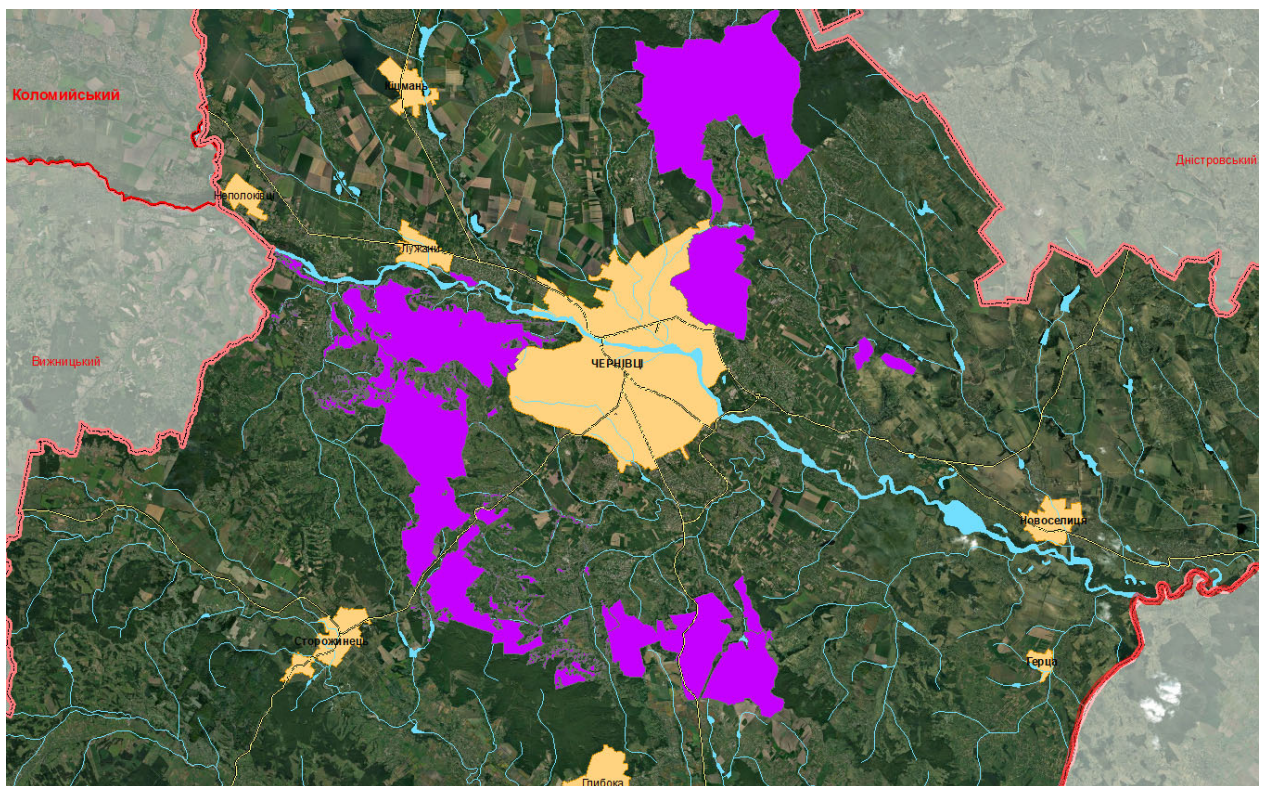 Кіцмань
Коломийський
Дністровський
Неполоківці
Лужани
Вижницький
ЧЕРНІВЦІ
Новоселиця
Сторожинець
Герца
Глибока